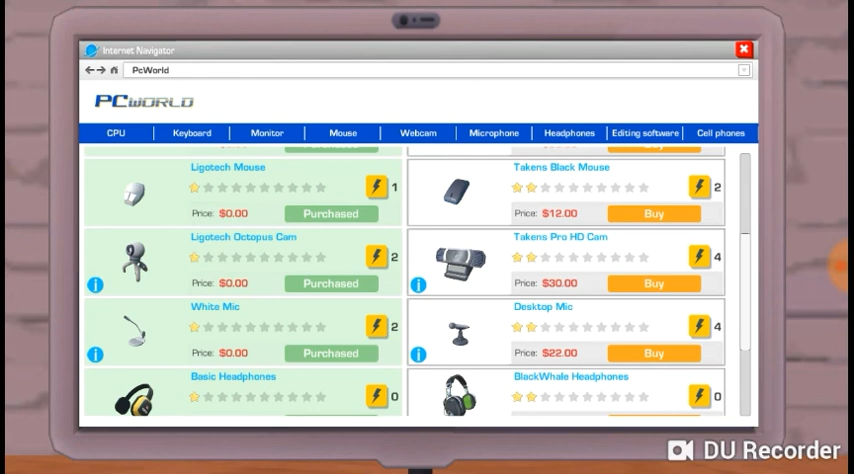 Internet Navigator
PcWorld
PCWORLD
CPU Keyboard Monitor Mouse Webcam Microphone Headphones Editing software Cell phones
Purchased Buy
Ligotech Mouse
1
Price: $0.00 Purchased
Takens Black Mouse
2
Price: $12.00 Buy
Ligotech Octopus Cam
2
Price: $0.00 Purchased
Takens Pro HD Cam
4
Price: $30.00 Buy
White Mic
2
Price: $0.00 Purchased
Desktop Mic
4
Price: $22.00 Buy
Basic Headphones
0
BlackWhale Headphones
0
DU Recorder